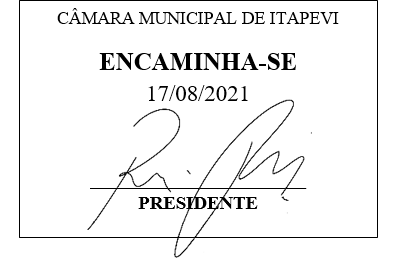 CÂMARA MUNICIPAL DE ITAPEVI
ENCAMINHA-SE
17/08/2021
PRESIDENTE